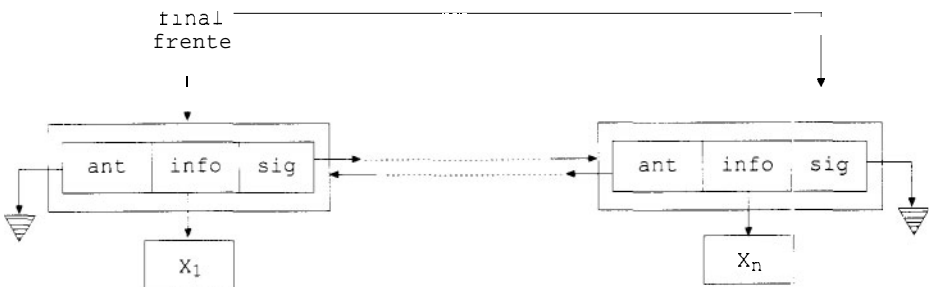 final
frente
ant info sig
ant info sig
X1
Xn